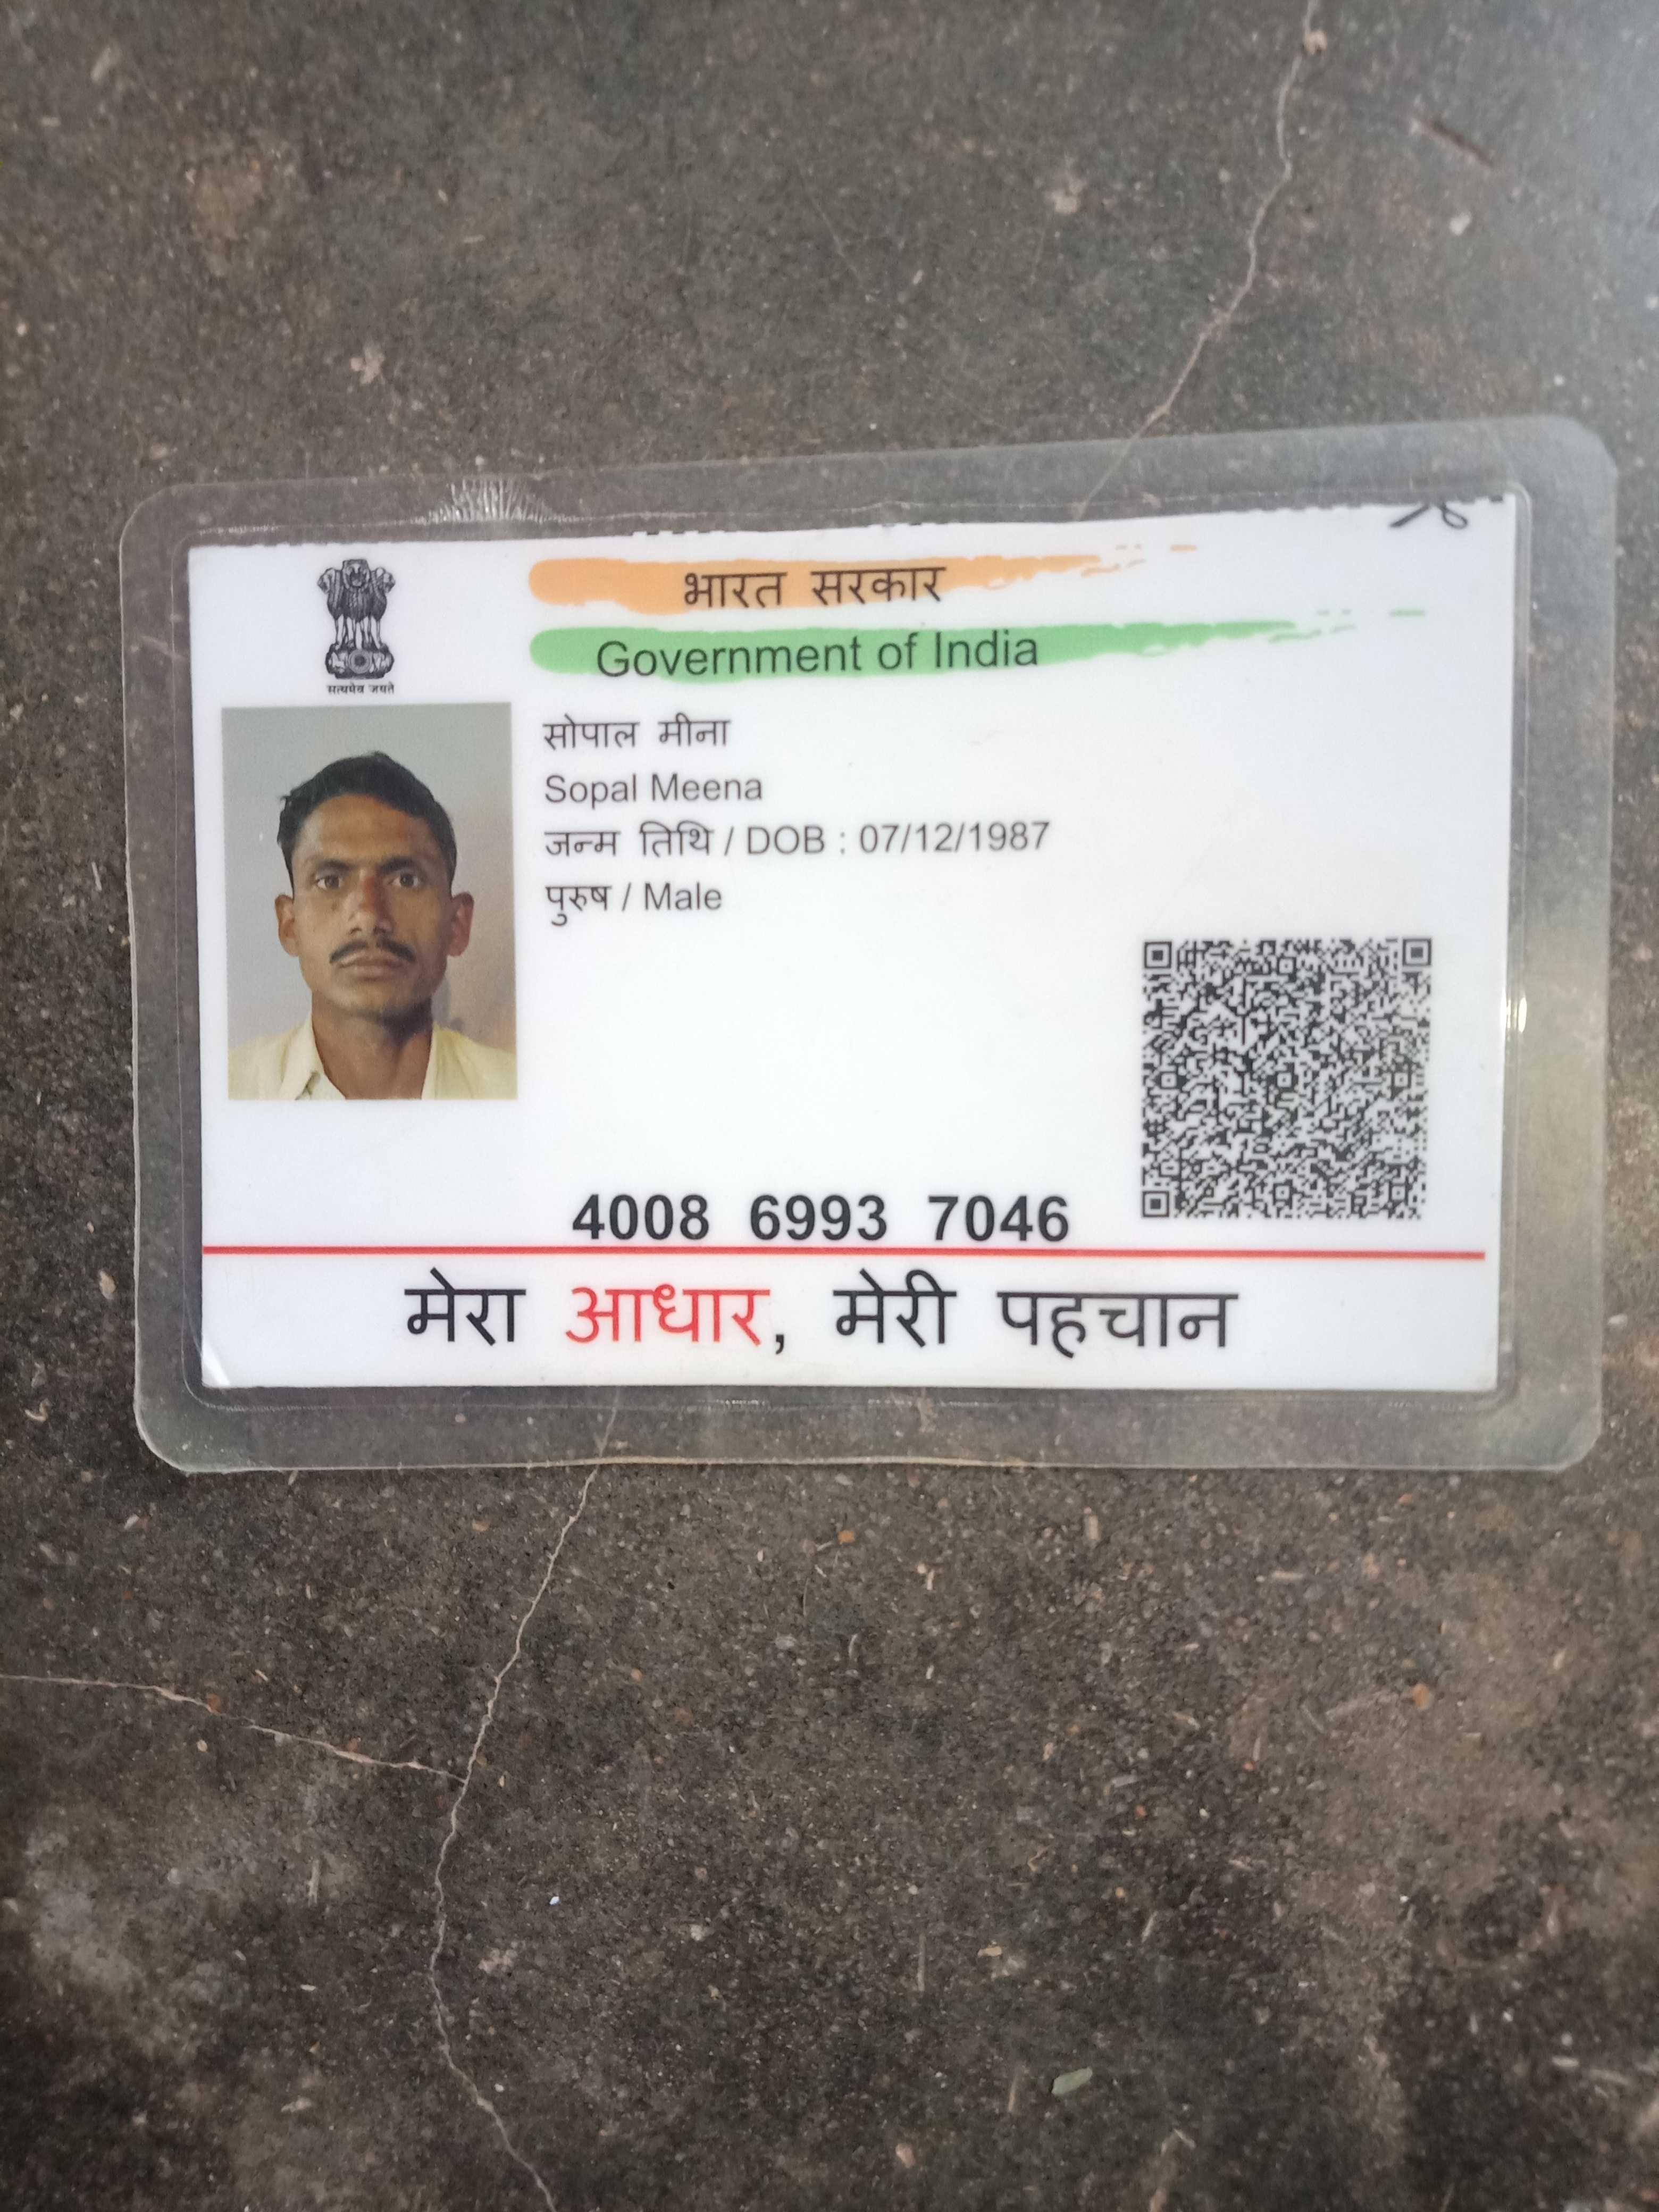 भारत सरकार
Government of India
सत्यमेव जयते
सोपाल मीना
Sopal Meena
जन्म तिथि / DOB : 07/12/1987
पुरुष / Male
4008 6993 7046
मेरा आधार, मेरी पहचान